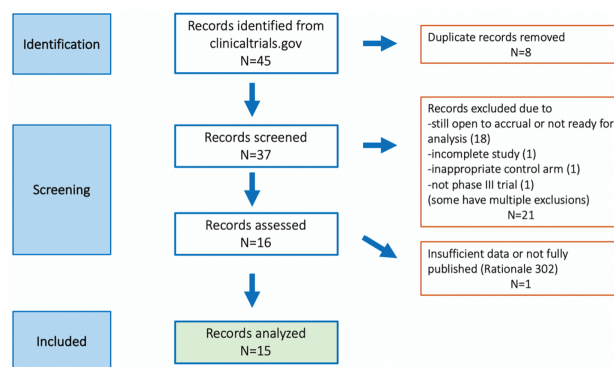 Identification
Records identified from
clinicaltrials.gov
N=45
Duplicate records removed
N=8
Screening
Records screened
N=37
Records excluded due to
-still open to accrual or not ready for
analysis (18)
-incomplete study (1)
-inappropriate control arm (1)
-not phase III trial (1)
(some have multiple exclusions)
N=21
Records assessed
N=16
Insufficient data or not fully
published (Rationale 302)
N=1
Included
Records analyzed
N=15